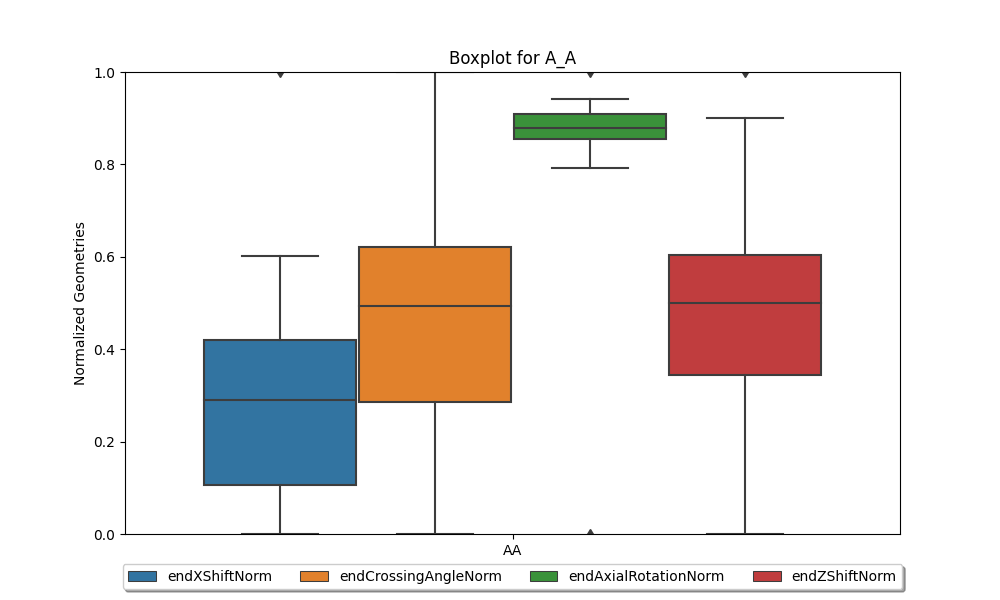 Boxplot for A_A
1.0
0.8
0.6
0.4
0.2
0.0
Normalized Geometries
AA
endXShiftNorm endCrossingAngleNorm endAxialRotationNorm endZShiftNorm